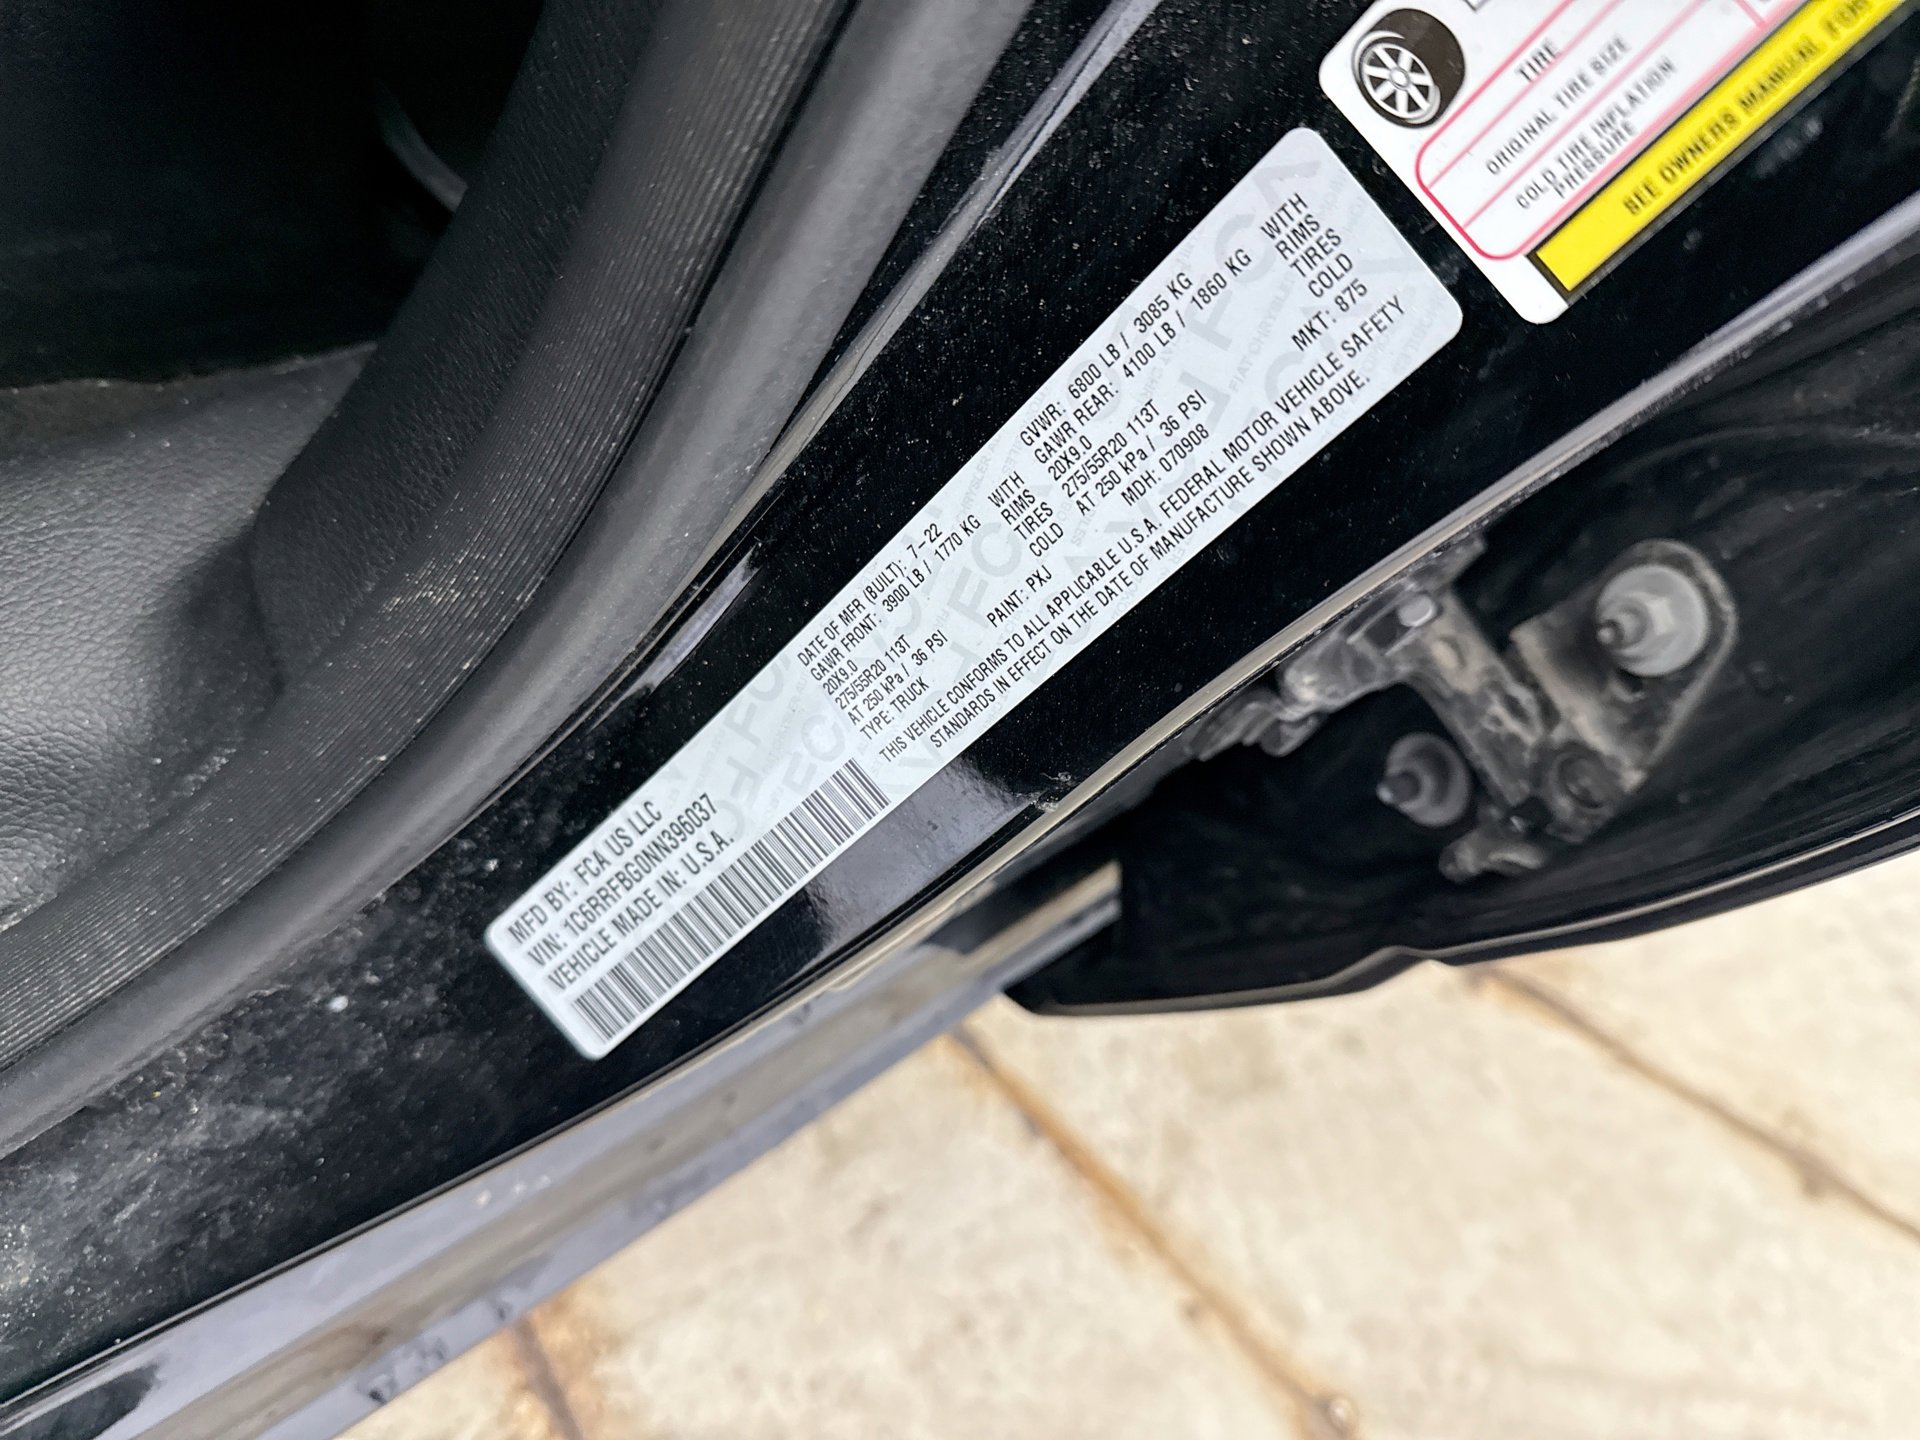 MFD BY: FCA US LLC
VIN: 1C6RRFBG0NN396037
VEHICLE MADE IN: U.S.A.
DATE OF MFR (BUILT): 7-22 GVWR: 6800 LB / 3085 KG
GAWR FRONT: 3900 LB / 1770 KG WITH GAWR REAR: 4100 LB / 1860 KG WITH
20X9.0 RIMS 20X9.0 RIMS
275/55R20 113T TIRES 275/55R20 113T TIRES
AT 250 kPa / 36 PSI COLD AT 250 kPa / 36 PSI COLD
TYPE: TRUCK PAINT: PXJ MDH: 070908 MKT: 875
THIS VEHICLE CONFORMS TO ALL APPLICABLE U.S.A. FEDERAL MOTOR VEHICLE SAFETY
STANDARDS IN EFFECT ON THE DATE OF MANUFACTURE SHOWN ABOVE.
TIRE
ORIGINAL TIRE SIZE
COLD TIRE INFLATION
PRESSURE
SEE OWNERS MANUAL FOR